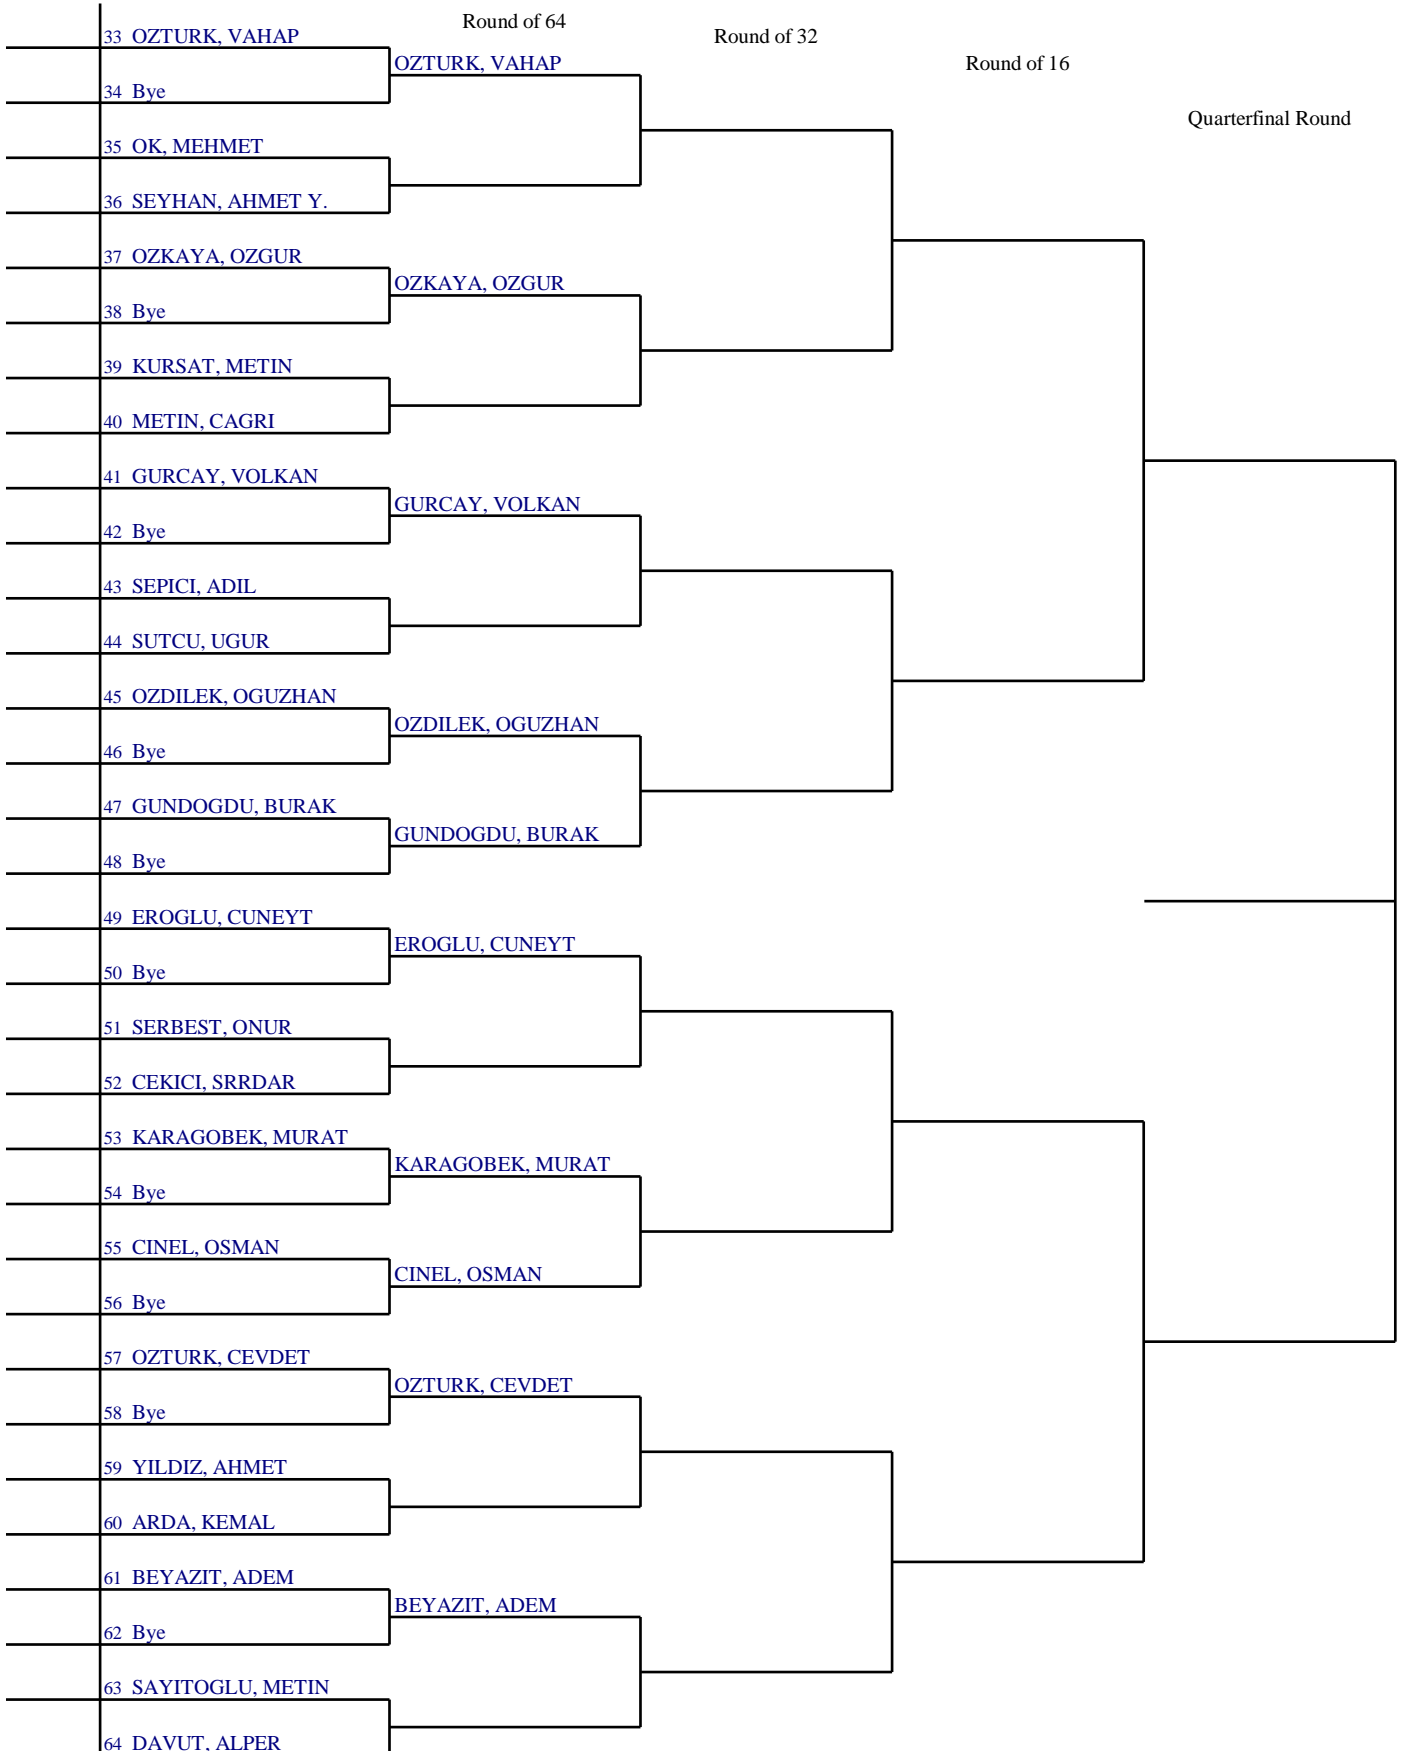 Round of 64
Round of 32
Round of 16
Quarterfinal Round
33 OZTURK, VAHAP
OZTURK, VAHAP
34 Bye
35 OK, MEHMET
36 SEYHAN, AHMET Y.
37 OZKAYA, OZGUR
OZKAYA, OZGUR
38 Bye
39 KURSAT, METIN
40 METIN, CAGRI
41 GURCAY, VOLKAN
GURCAY, VOLKAN
42 Bye
43 SEPICI, ADIL
44 SUTCU, UGUR
45 OZDILEK, OGUZHAN
OZDILEK, OGUZHAN
46 Bye
47 GUNDOGDU, BURAK
GUNDOGDU, BURAK
48 Bye
49 EROGLU, CUNEYT
EROGLU, CUNEYT
50 Bye
51 SERBEST, ONUR
52 CEKICI, SRRDAR
53 KARAGOBEK, MURAT
KARAGOBEK, MURAT
54 Bye
55 CINEL, OSMAN
CINEL, OSMAN
56 Bye
57 OZTURK, CEVDET
OZTURK, CEVDET
58 Bye
59 YILDIZ, AHMET
60 ARDA, KEMAL
61 BEYAZIT, ADEM
BEYAZIT, ADEM
62 Bye
63 SAYITOGLU, METIN
64 DAVUT, ALPER